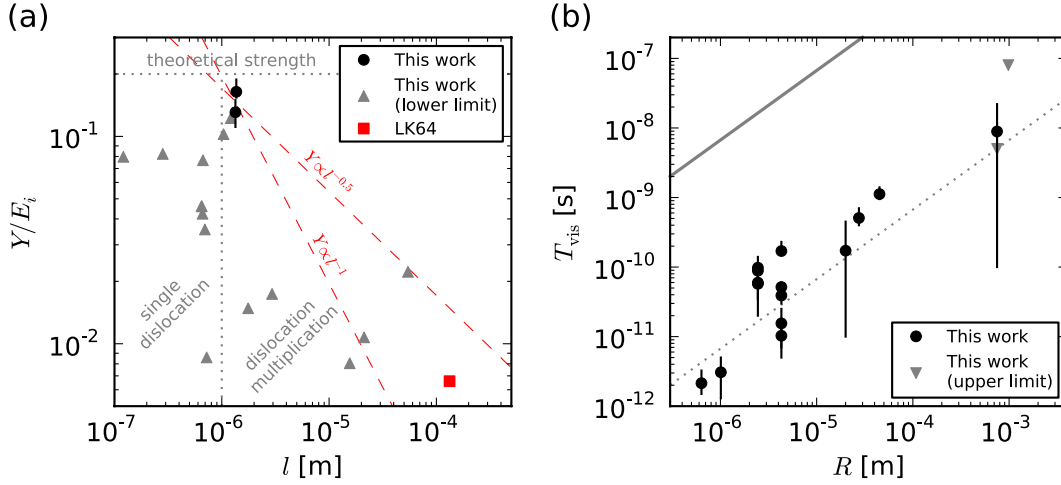 (a)
theoretical strength
This work
This work
(lower limit)
LK64
Y∝l^-0.5
Y∝l^-1
single
dislocation
dislocation
multiplication
10^-1
10^-2
Y/E_i
10^-7
10^-6
10^-5
10^-4
l [m]
(b)
10^-7
10^-8
10^-9
10^-10
10^-11
10^-12
T_vis [s]
This work
This work
(upper limit)
10^-6
10^-5
10^-4
10^-3
R [m]